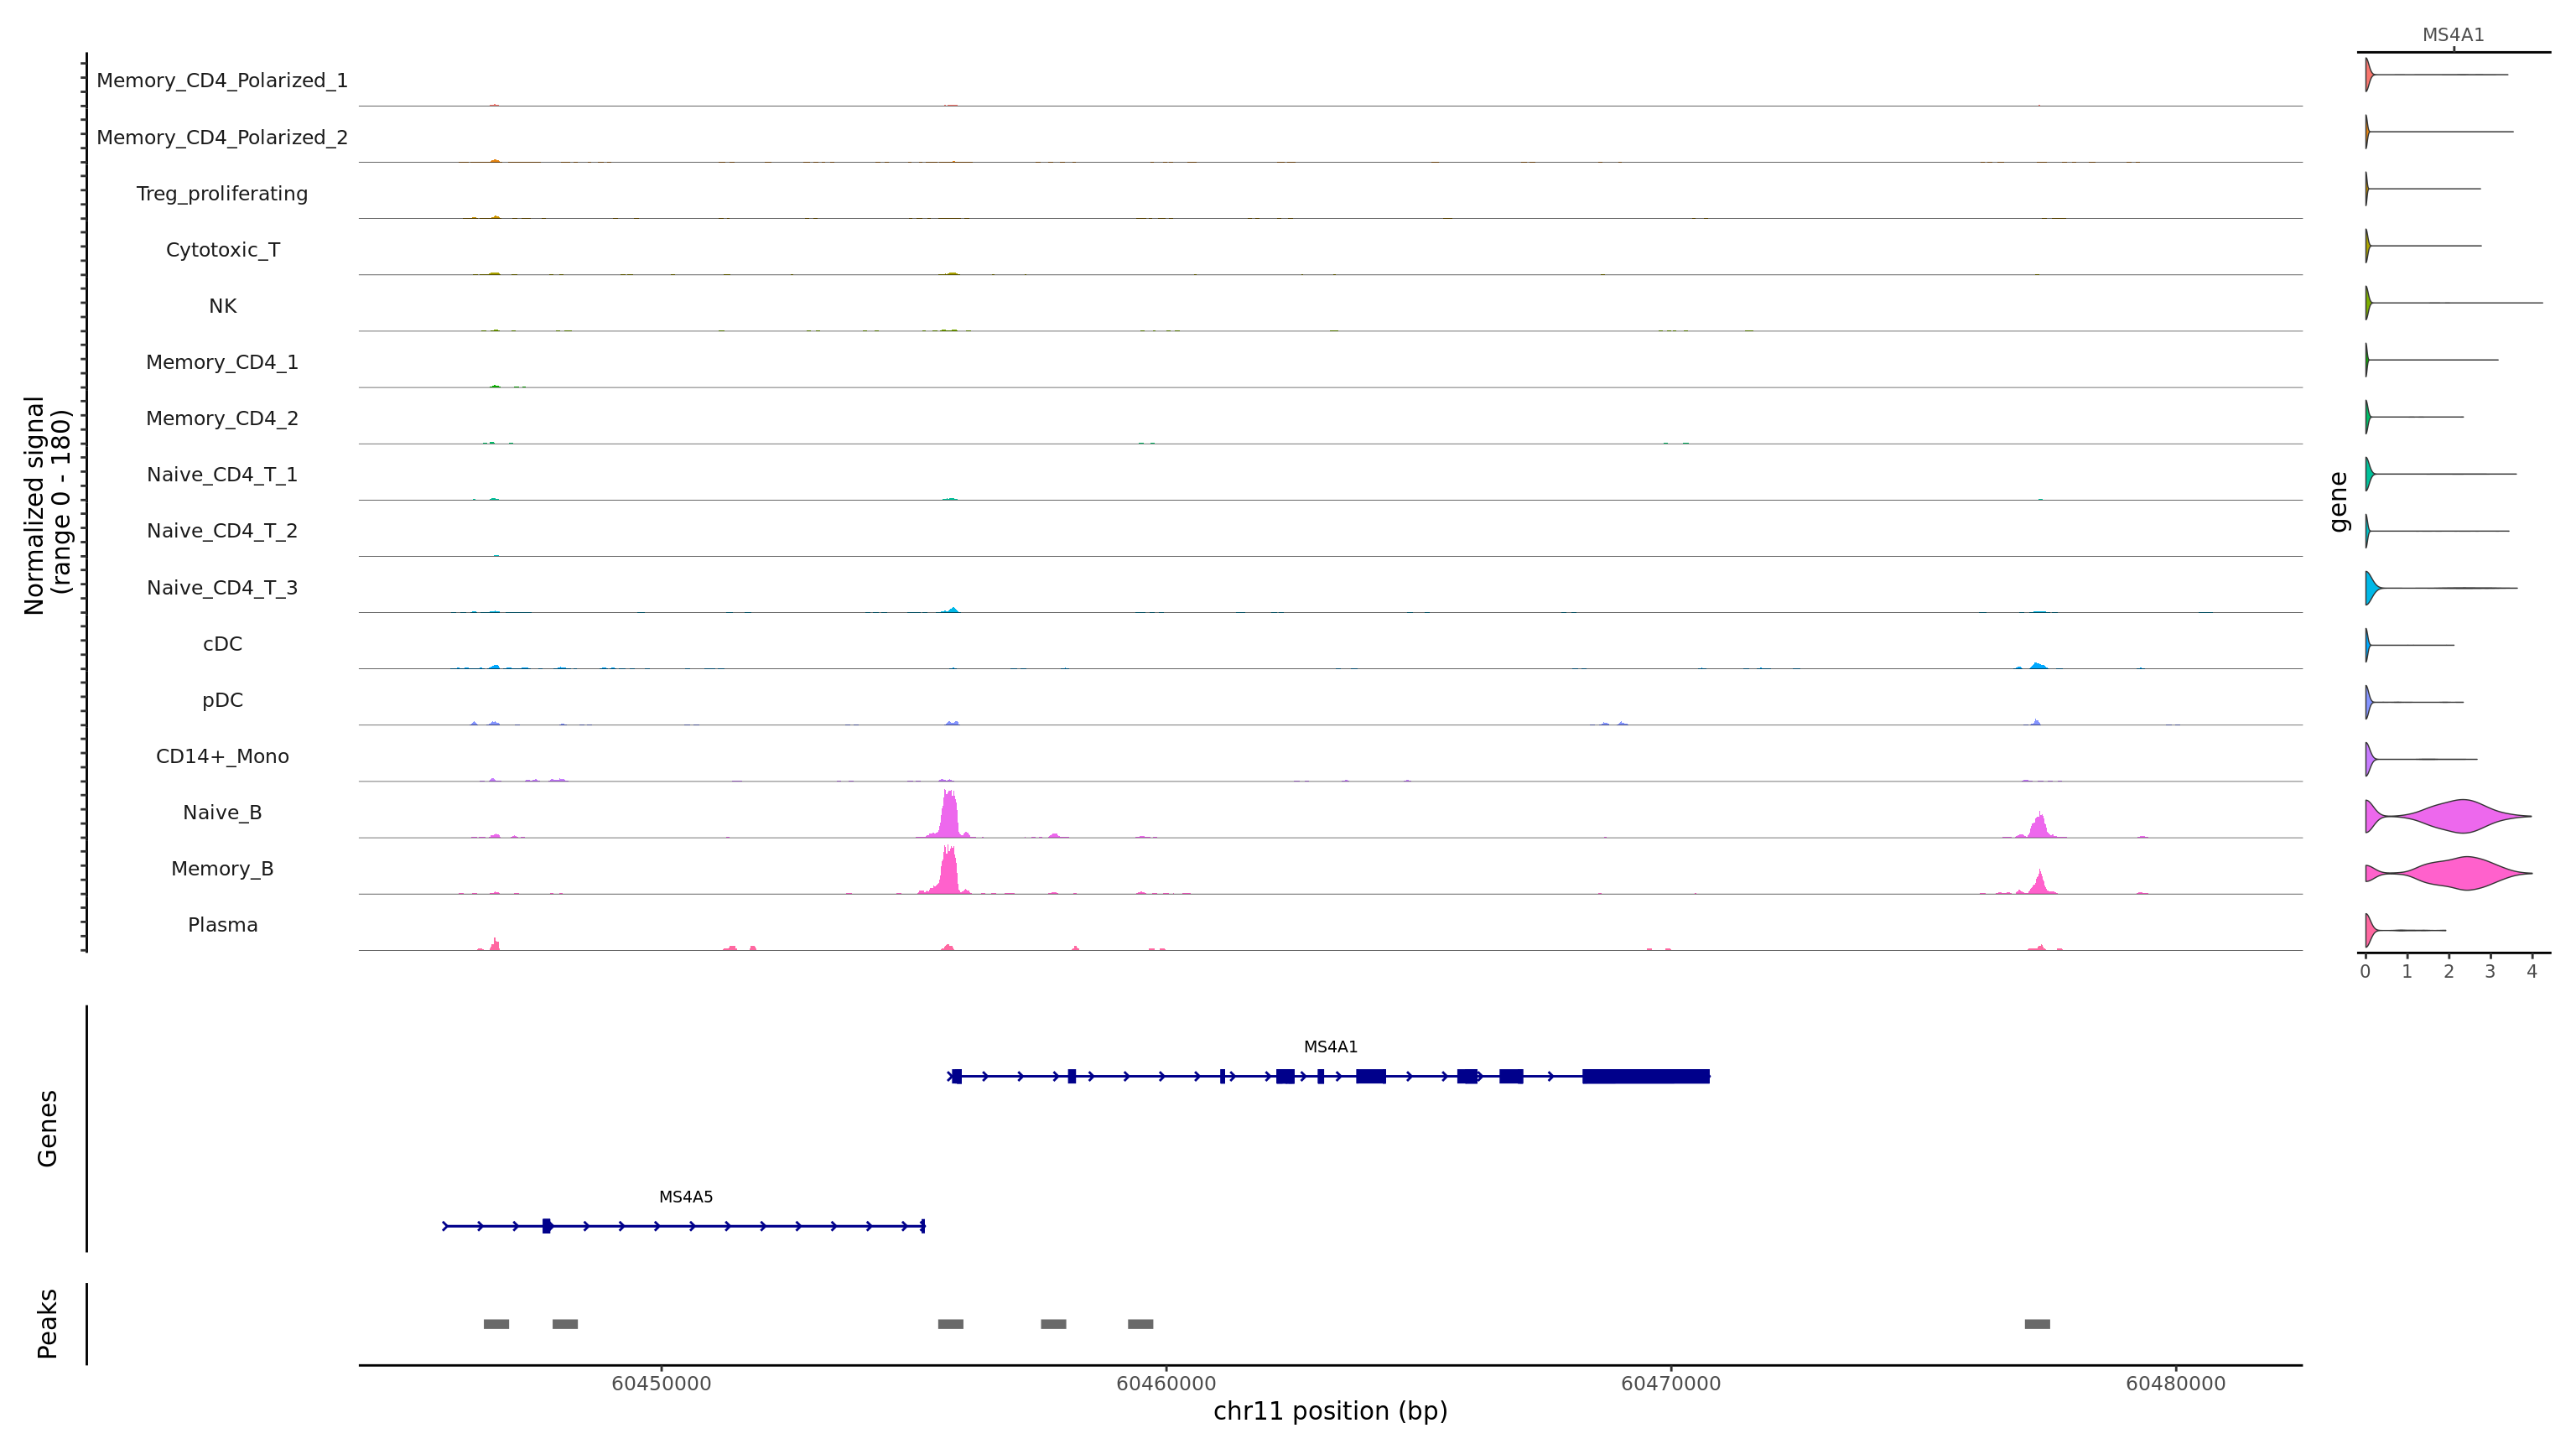 MS4A1
Memory_CD4_Polarized_1
Memory_CD4_Polarized_2
Treg_proliferating
Cytotoxic_T
NK
Memory_CD4_1
Memory_CD4_2
Naive_CD4_T_1
Naive_CD4_T_2
Naive_CD4_T_3
cDC
pDC
CD14+_Mono
Naive_B
Memory_B
Plasma
Normalized signal
(range 0 - 180)
gene
0 1 2 3 4
Genes
MS4A1
MS4A5
Peaks
60450000 60460000 60470000 60480000
chr11 position (bp)